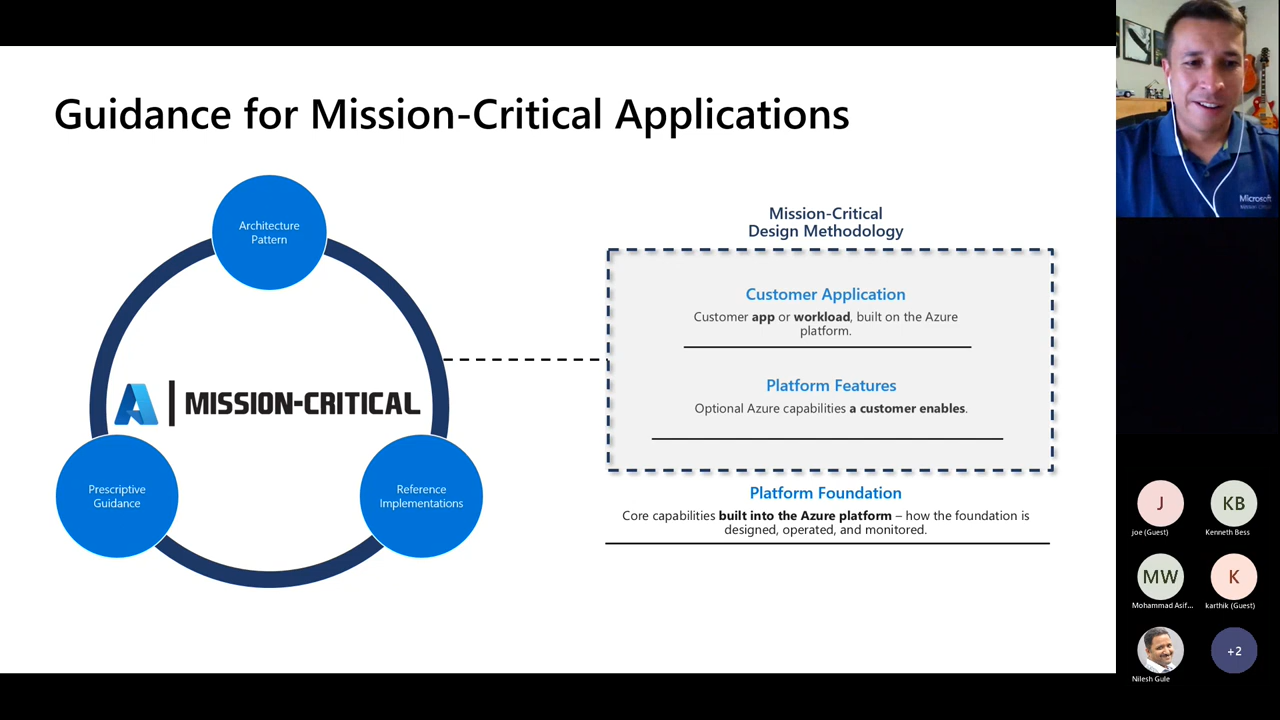 Guidance for Mission-Critical Applications
Architecture
Pattern
MISSION-CRITICAL
Prescriptive
Guidance
Reference
Implementations
Mission-Critical
Design Methodology
Customer Application
Customer app or workload, built on the Azure
platform.
Platform Features
Optional Azure capabilities a customer enables.
Platform Foundation
Core capabilities built into the Azure platform – how the foundation is
designed, operated, and monitored.
Microsoft
J
joe (Guest)
KB
Kenneth Bess
MW
Mohammad Asif...
K
karthik (Guest)
Nilesh Gule
+2